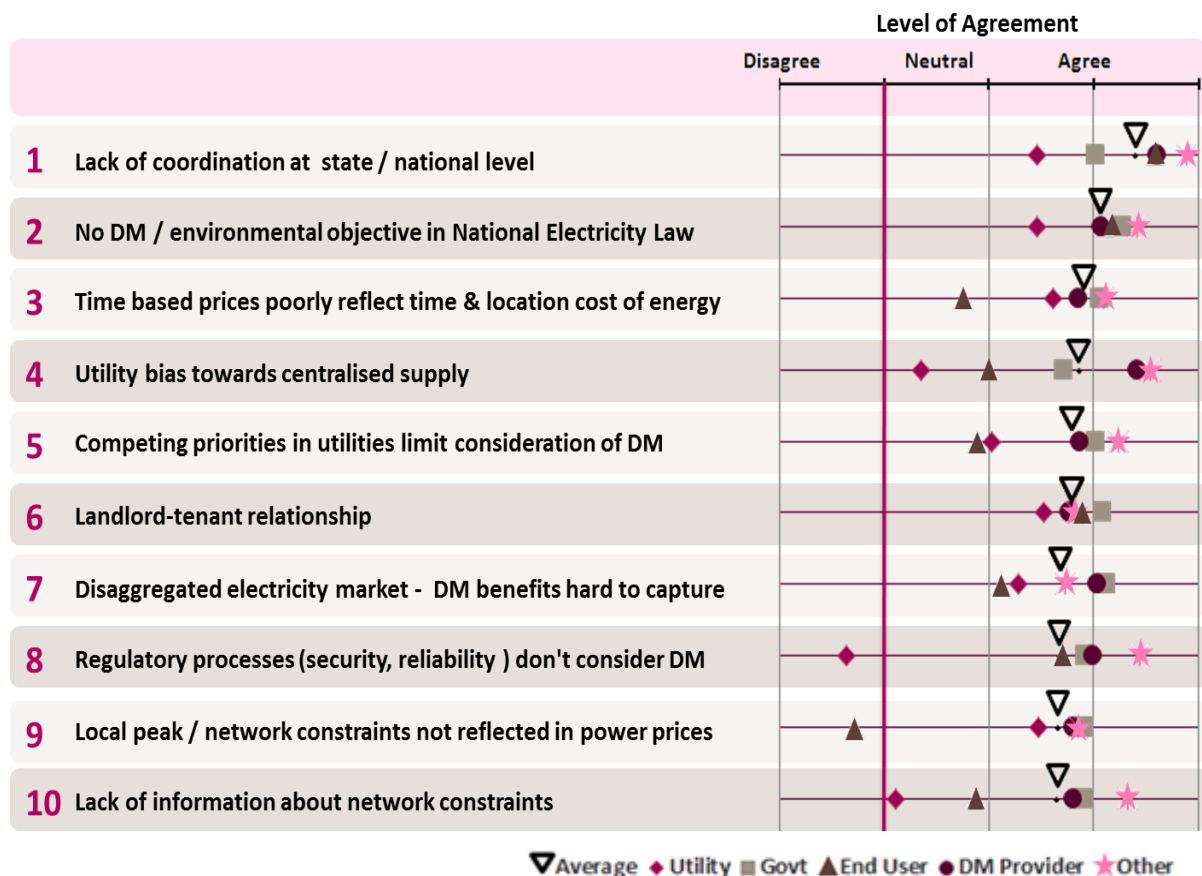 Level of Agreement
Disagree Neutral Agree
1 Lack of coordination at state / national level
2 No DM / environmental objective in National Electricity Law
3 Time based prices poorly reflect time & location cost of energy
4 Utility bias towards centralised supply
5 Competing priorities in utilities limit consideration of DM
6 Landlord-tenant relationship
7 Disaggregated electricity market - DM benefits hard to capture
8 Regulatory processes (security, reliability ) don't consider DM
9 Local peak / network constraints not reflected in power prices
10 Lack of information about network constraints
Average Utility Govt End User DM Provider Other